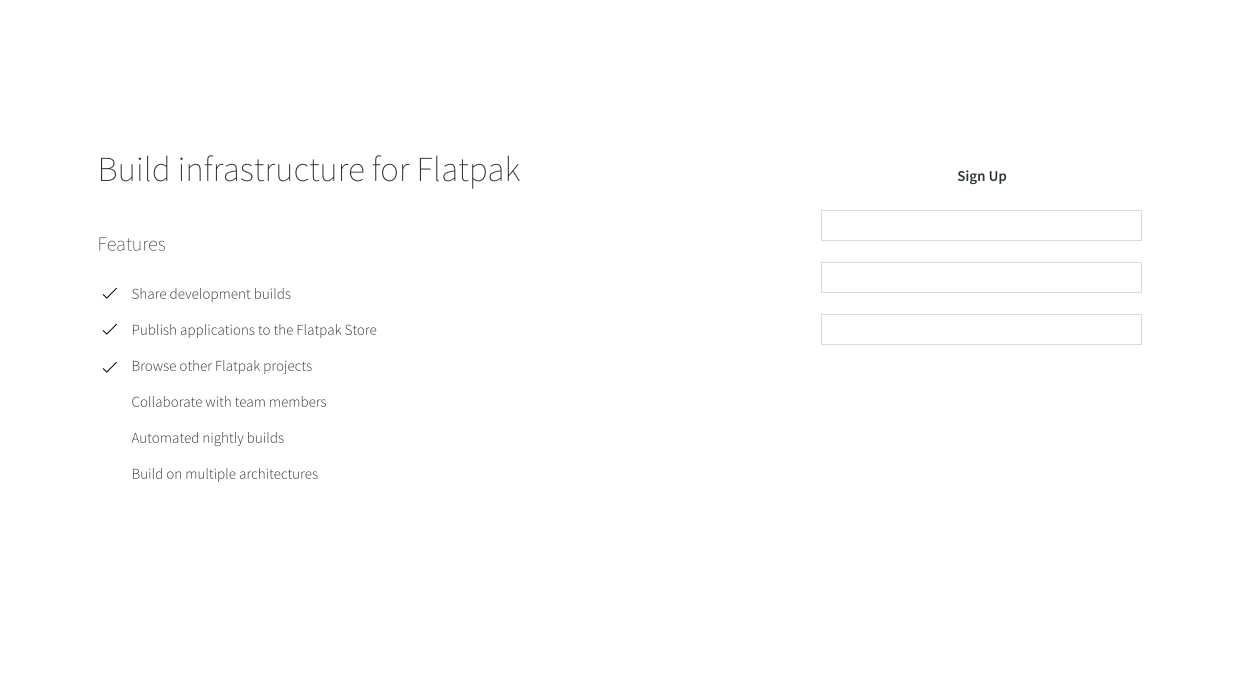 Build infrastructure for Flatpak
Features
Share development builds
Publish applications to the Flatpak Store
Browse other Flatpak projects
Collaborate with team members
Automated nightly builds
Build on multiple architectures
Sign Up